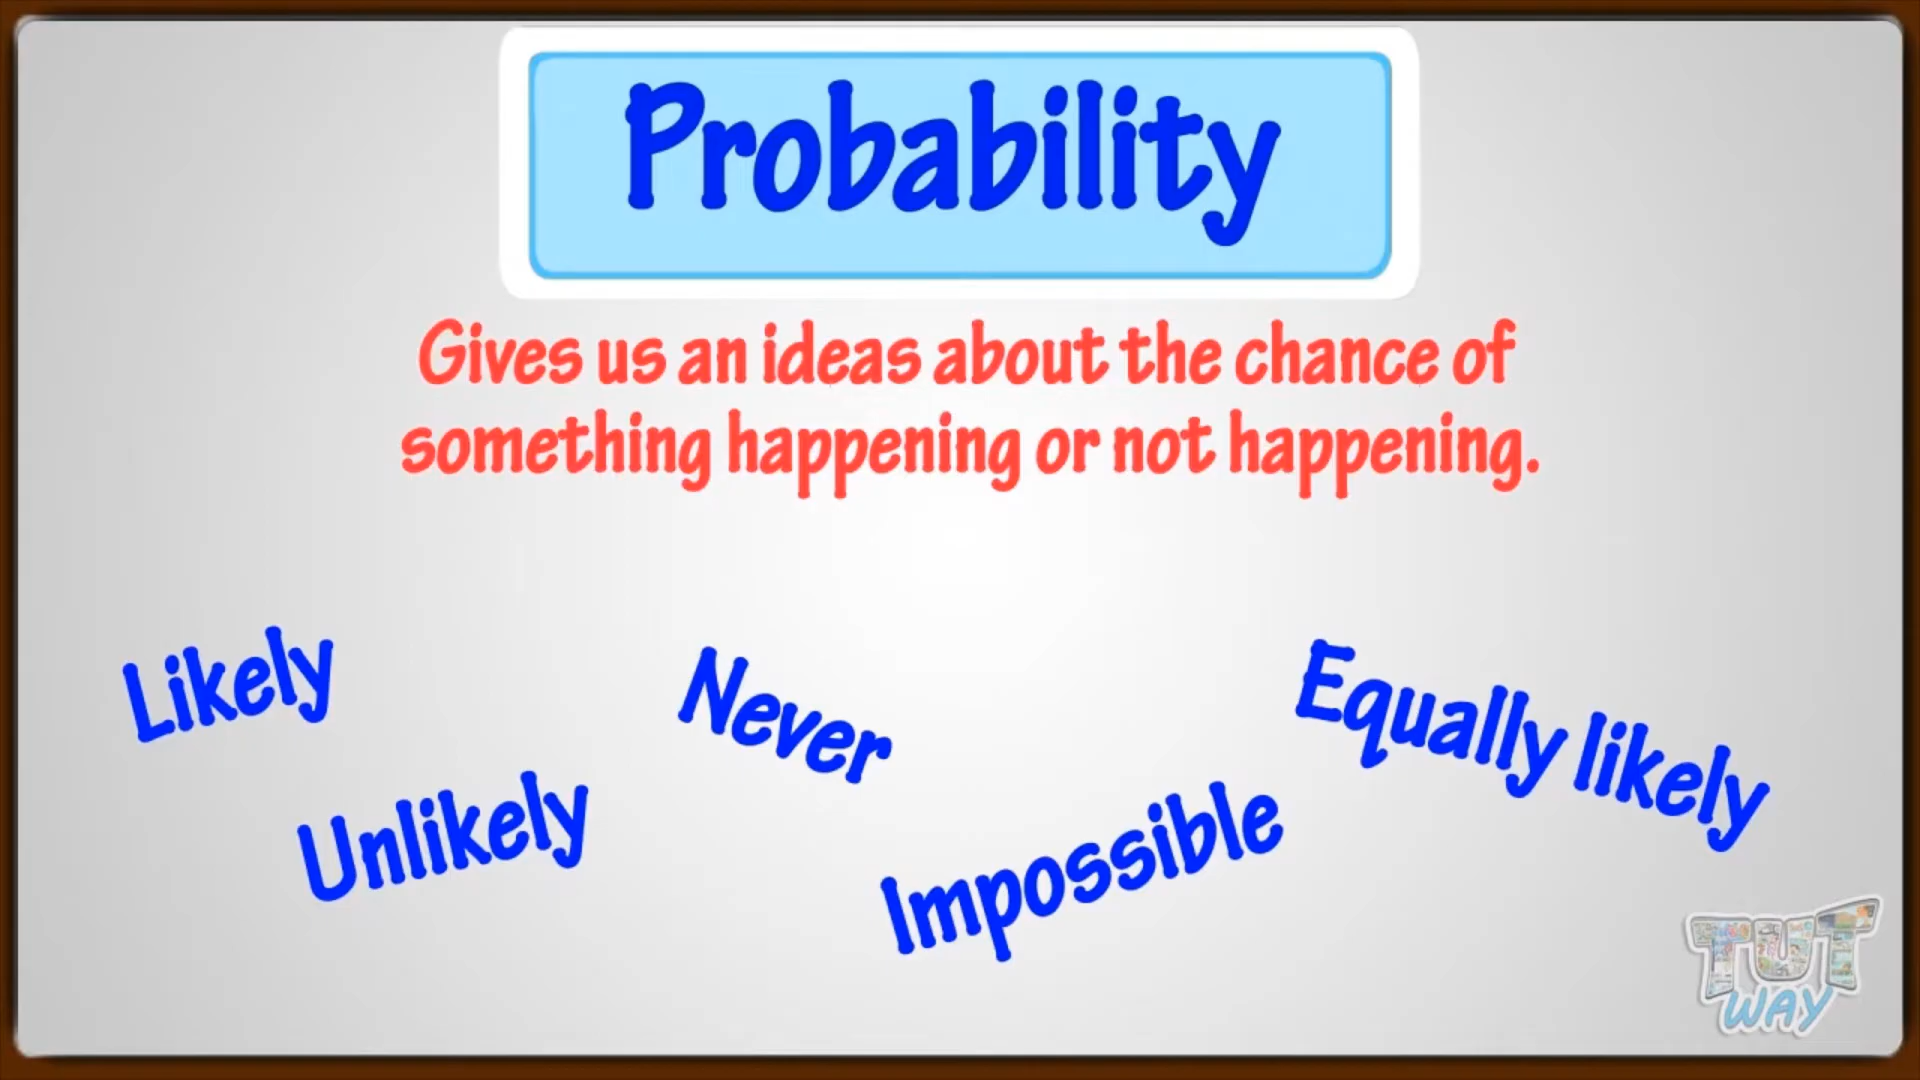 Probability
Gives us an ideas about the chance of
something happening or not happening.
Likely
Never
Equally likely
Unlikely
Impossible
TUT
WAY